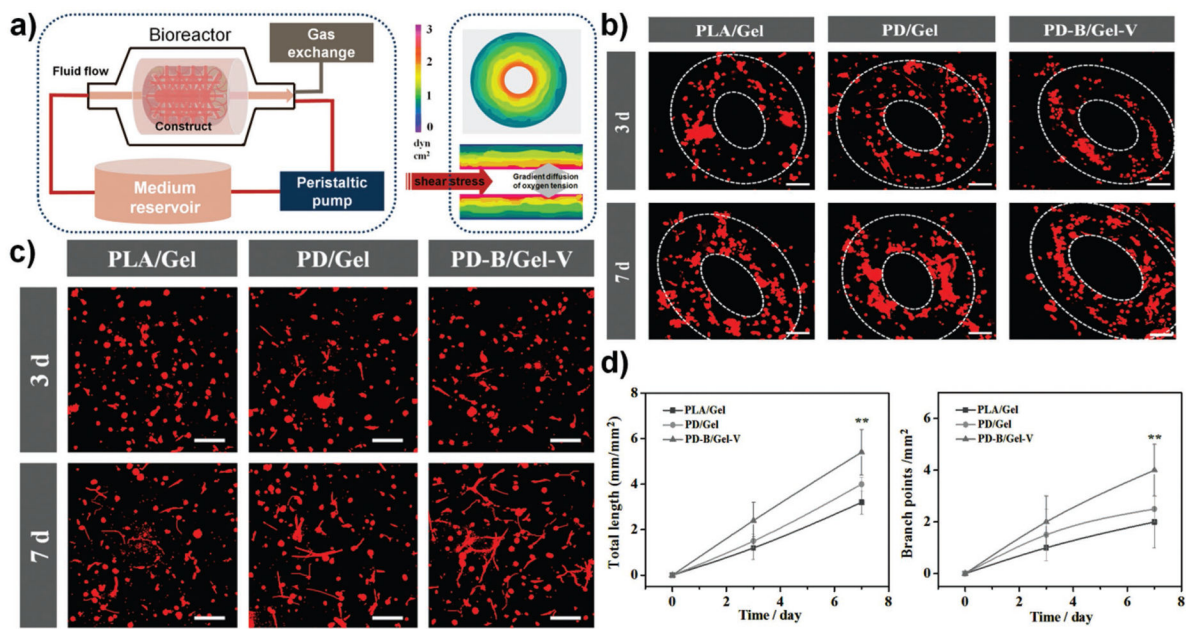 a)
Bioreactor
Gas
exchange
Fluid flow
Construct
Medium
reservoir
Peristaltic
pump
3
2
1
0
dyn
cm²
shear stress
Gradient diffusion
of oxygen tension
b)
PLA/Gel
PD/Gel
PD-B/Gel-V
3 d
7 d
c)
PLA/Gel
PD/Gel
PD-B/Gel-V
3 d
7 d
d)
Total length (mm/mm²)
8
6
4
2
0
PLA/Gel
PD/Gel
PD-B/Gel-V
**
0 2 4 6 8
Time / day
Branch points /mm²
6
4
2
0
PLA/Gel
PD/Gel
PD-B/Gel-V
**
0 2 4 6 8
Time / day